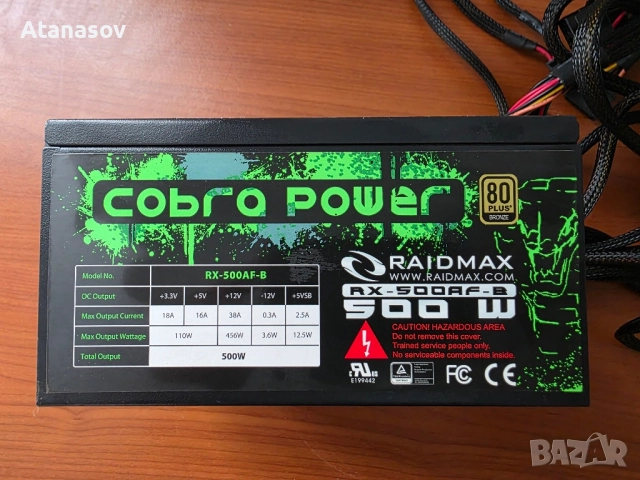 Atanasov
Cobra Power
80
PLUS
BRONZE
RAIDMAX
WWW.RAIDMAX.COM
RX-500AF-B
500 W
Model No. RX-500AF-B
DC Output +3.3V +5V +12V -12V +5VSB
Max Output Current 18A 16A 38A 0.3A 2.5A
Max Output Wattage 110W 456W 3.6W 12.5W
Total Output 500W
CAUTION! HAZARDOUS AREA
Do not remove this cover.
Trained service people only.
No serviceable components inside.
c UL us
E199442
FC CE
BAZAR